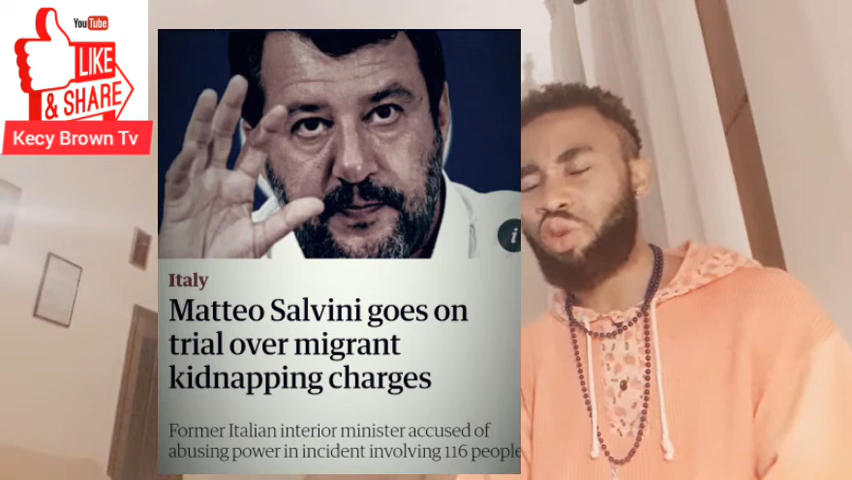 YouTube
LIKE
& SHARE
Kecy Brown Tv
Italy
Matteo Salvini goes on
trial over migrant
kidnapping charges
Former Italian interior minister accused of
abusing power in incident involving 116 people